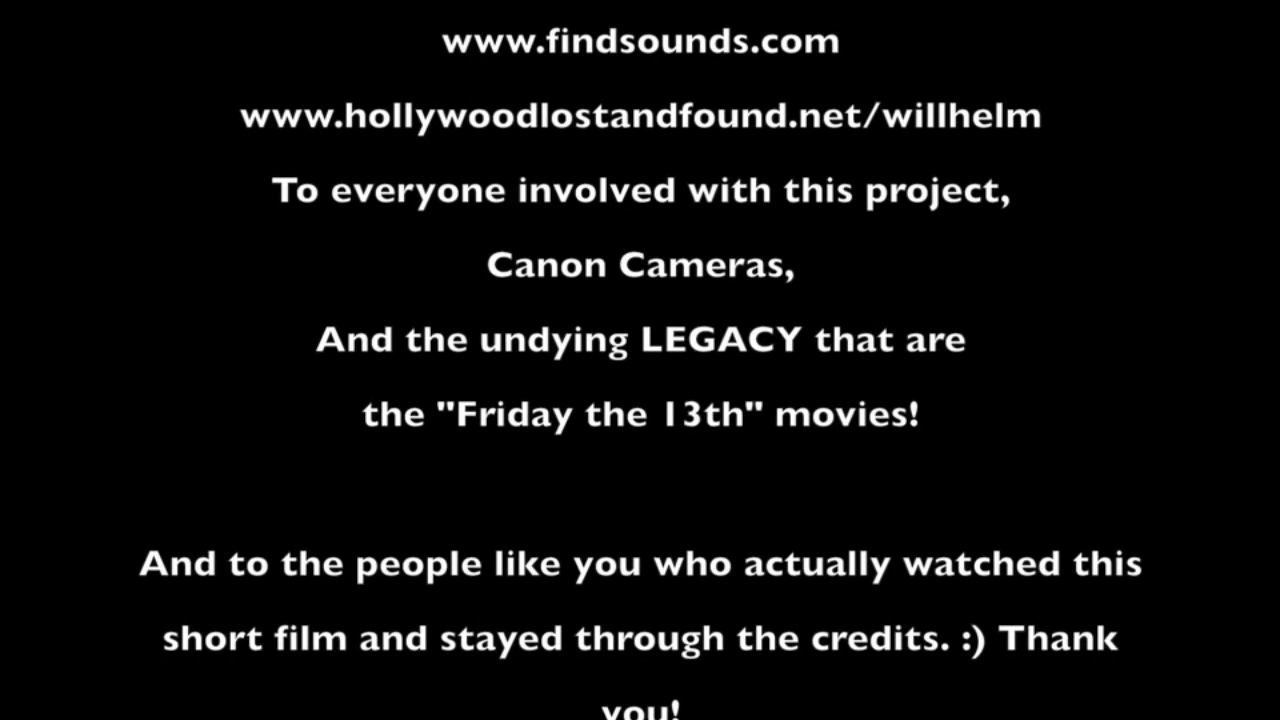 www.findsounds.com
www.hollywoodlostandfound.net/willhelm
To everyone involved with this project,
Canon Cameras,
And the undying LEGACY that are
the "Friday the 13th" movies!
And to the people like you who actually watched this
short film and stayed through the credits. :) Thank
you!